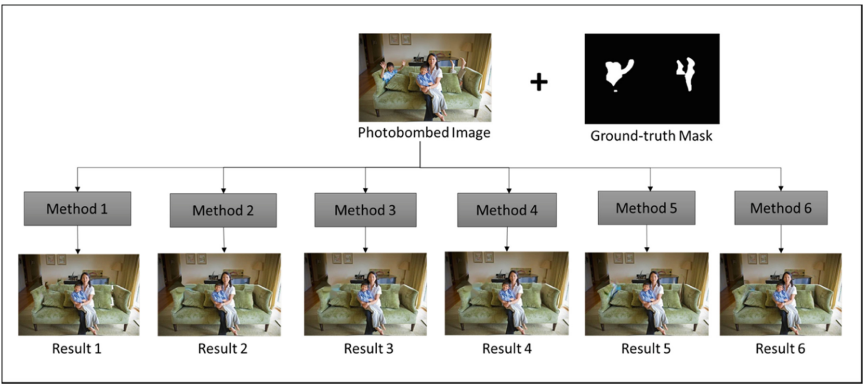 +
Photobombed Image
Ground-truth Mask
Method 1
Method 2
Method 3
Method 4
Method 5
Method 6
Result 1
Result 2
Result 3
Result 4
Result 5
Result 6